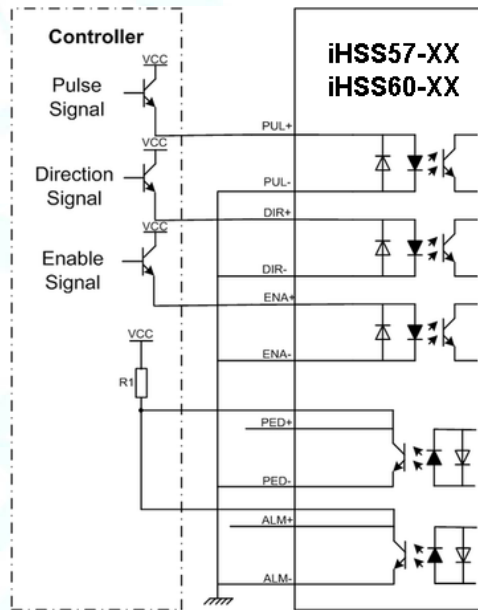 Controller
iHSS57-XX
iHSS60-XX
VCC
Pulse
Signal
PUL+
VCC
Direction
Signal
PUL-
DIR+
VCC
Enable
Signal
DIR-
ENA+
VCC
ENA-
R1
PED+
PED-
ALM+
ALM-